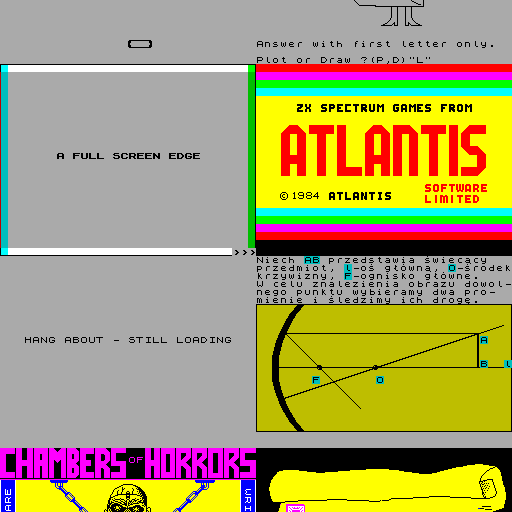 Answer with first letter only.
Plot or Draw ?(P,D)"L"
A FULL SCREEN EDGE
>>>
ZX SPECTRUM GAMES FROM
ATLANTIS
SOFTWARE
LIMITED
© 1984 ATLANTIS
Niech AB przedstawia świecący
przedmiot, l-oś główną, O-środek
krzywizny, F-ognisko główne.
W celu znalezienia obrazu dowol-
nego punktu wybieramy dwa pro-
mienie i śledzimy ich drogę.
A
B l
F O
HANG ABOUT - STILL LOADING
CHAMBERS OF HORRORS